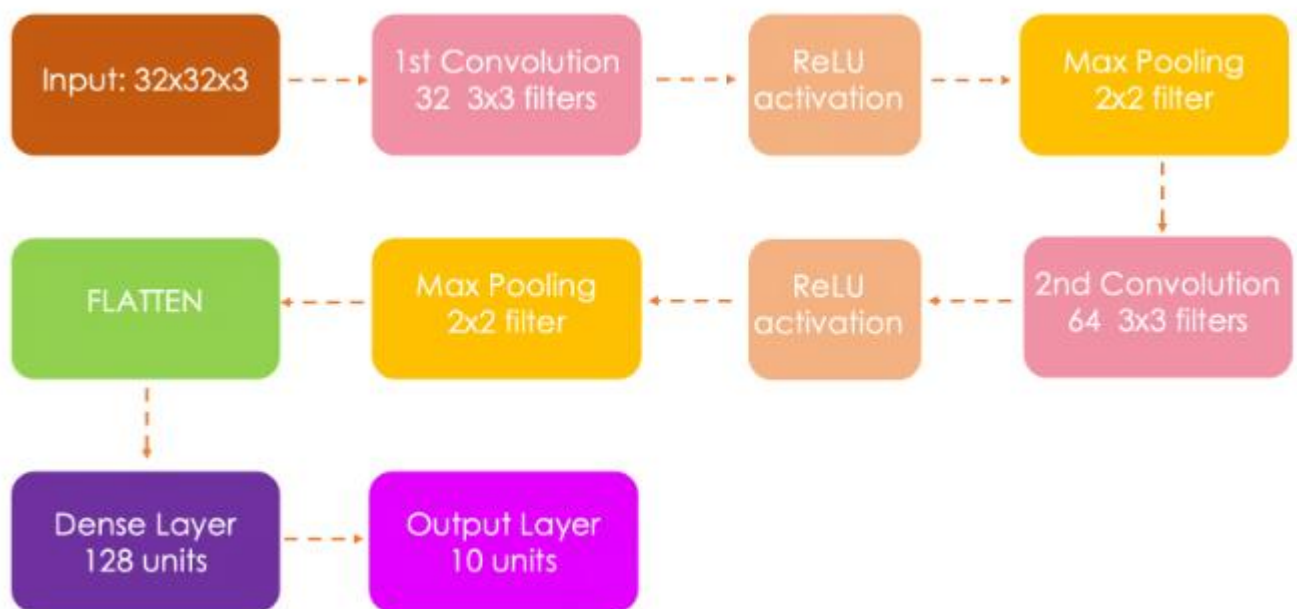 Input: 32x32x3
1st Convolution
32 3x3 filters
ReLU
activation
Max Pooling
2x2 filter
2nd Convolution
64 3x3 filters
ReLU
activation
Max Pooling
2x2 filter
FLATTEN
Dense Layer
128 units
Output Layer
10 units